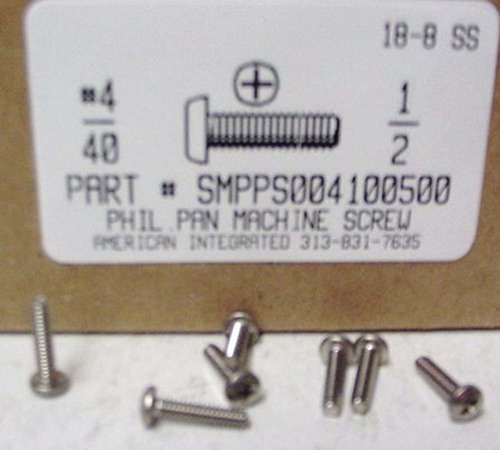 18-8 SS
#4
40
1
2
PART # SMPPS004100500
PHIL.PAN MACHINE SCREW
AMERICAN INTEGRATED 313-831-7635